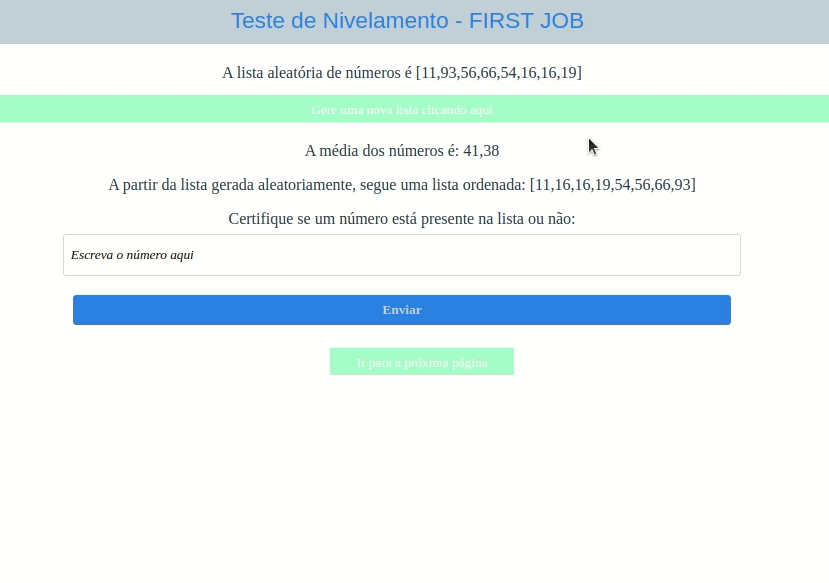 Teste de Nivelamento - FIRST JOB
A lista aleatória de números é [11,93,56,66,54,16,16,19]
Gere uma nova lista clicando aqui
A média dos números é: 41,38
A partir da lista gerada aleatoriamente, segue uma lista ordenada: [11,16,16,19,54,56,66,93]
Certifique se um número está presente na lista ou não:
Escreva o número aqui
Enviar
Ir para a próxima página